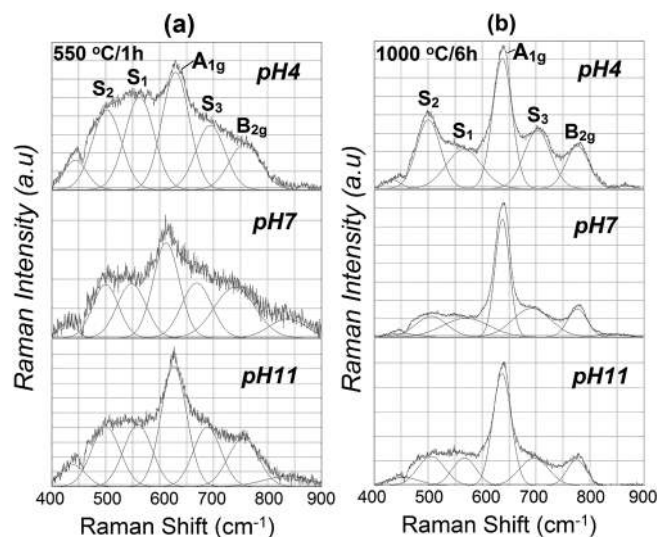 (a)
550 °C/1h
pH4
S2
S1
A1g
S3
B2g
pH7
pH11
Raman Intensity (a.u)
400 500 600 700 800 900
Raman Shift (cm-1)
(b)
1000 °C/6h
pH4
S2
S1
A1g
S3
B2g
pH7
pH11
Raman Intensity (a.u)
400 500 600 700 800 900
Raman Shift (cm-1)